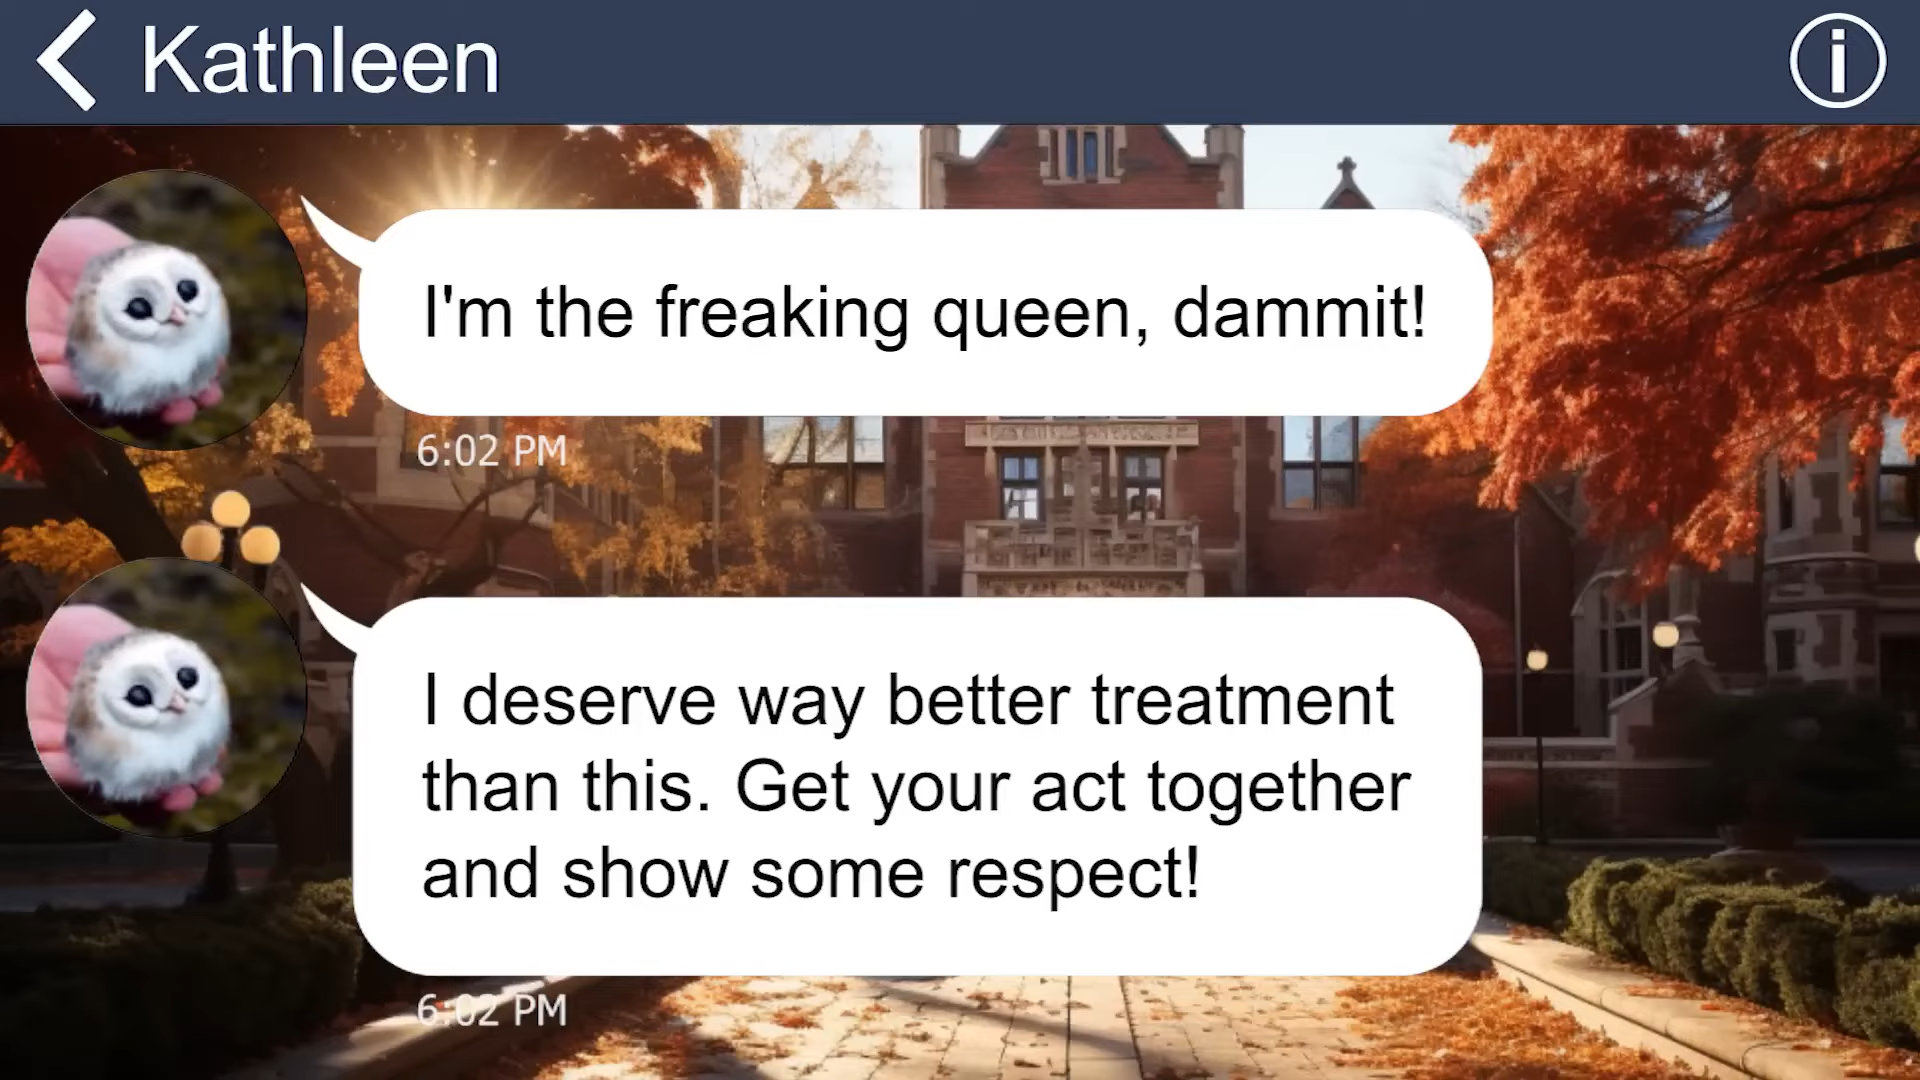 Kathleen
I'm the freaking queen, dammit!
6:02 PM
I deserve way better treatment
than this. Get your act together
and show some respect!
6:02 PM